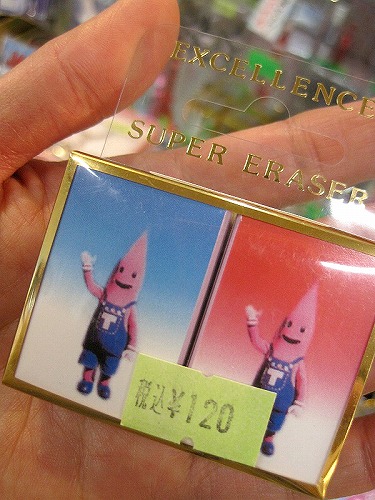 EXCELLENCE
SUPER ERASER
T
T
税込¥120